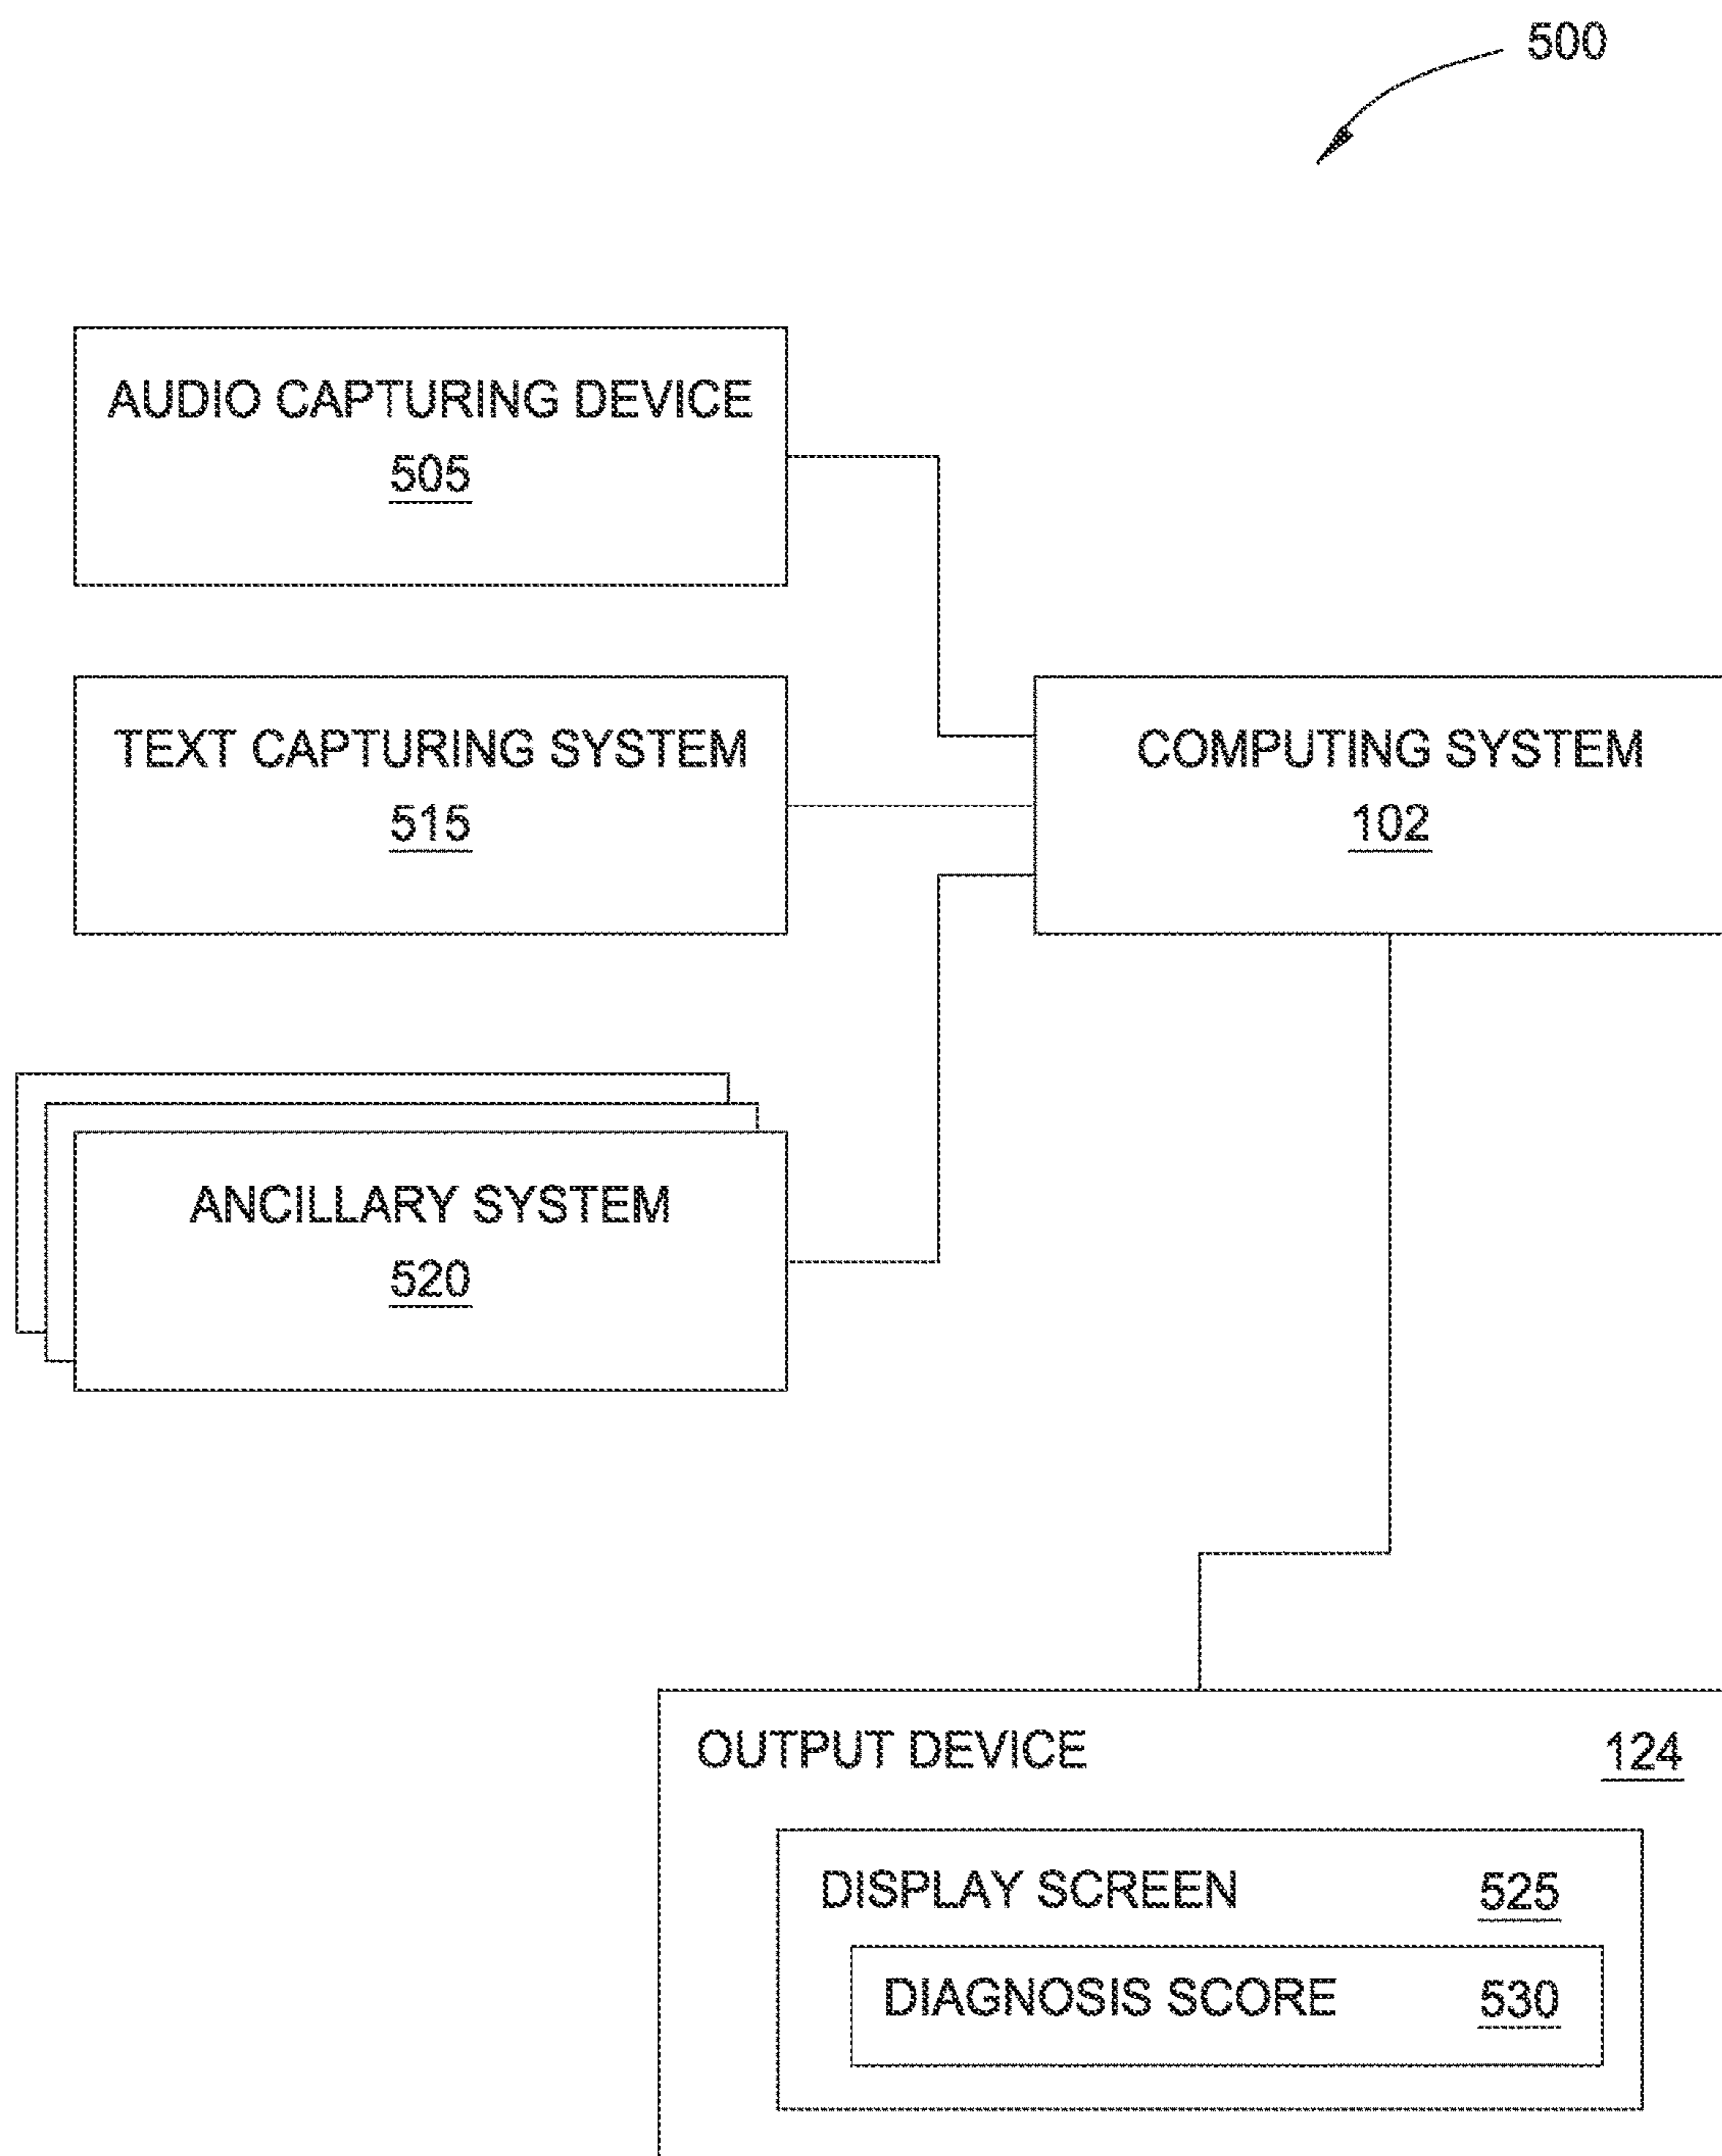 500
AUDIO CAPTURING DEVICE
505
TEXT CAPTURING SYSTEM
515
COMPUTING SYSTEM
102
ANCILLARY SYSTEM
520
OUTPUT DEVICE 124
DISPLAY SCREEN 525
DIAGNOSIS SCORE 530